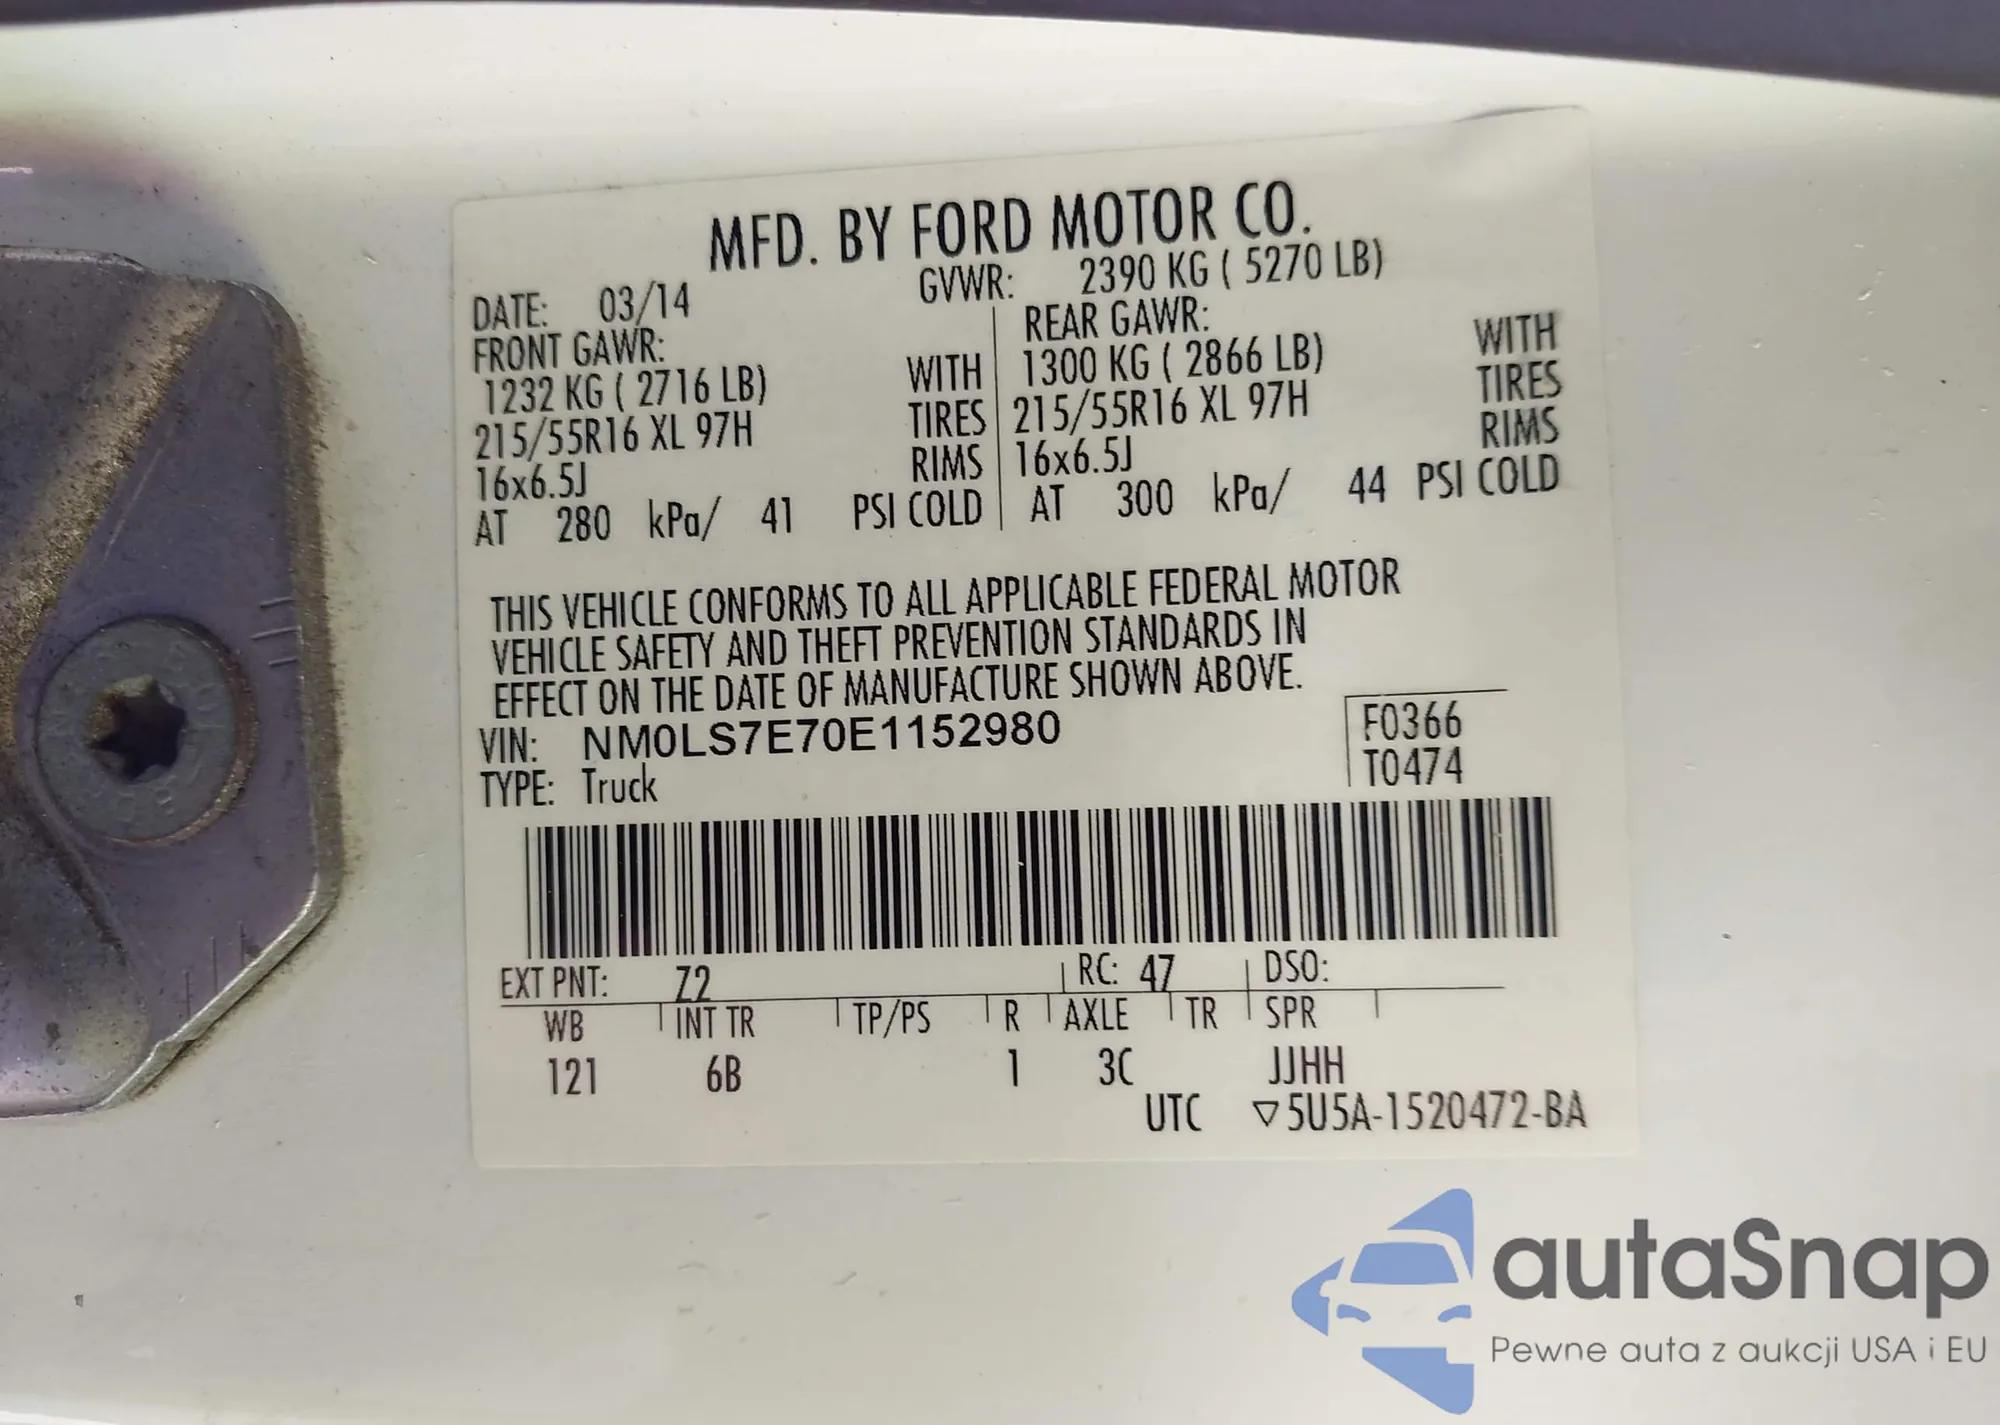 MFD. BY FORD MOTOR CO.
DATE: 03/14 GVWR: 2390 KG ( 5270 LB)
FRONT GAWR: REAR GAWR:
1232 KG ( 2716 LB) WITH 1300 KG ( 2866 LB) WITH
215/55R16 XL 97H TIRES 215/55R16 XL 97H TIRES
16x6.5J RIMS 16x6.5J RIMS
AT 280 kPa/ 41 PSI COLD AT 300 kPa/ 44 PSI COLD
THIS VEHICLE CONFORMS TO ALL APPLICABLE FEDERAL MOTOR
VEHICLE SAFETY AND THEFT PREVENTION STANDARDS IN
EFFECT ON THE DATE OF MANUFACTURE SHOWN ABOVE.
VIN: NM0LS7E70E1152980 F0366
TYPE: Truck T0474
EXT PNT: Z2 RC: 47 DSO:
WB INT TR TP/PS R AXLE TR SPR
121 6B 1 3C JJHH
UTC ▽5U5A-1520472-BA
autaSnap
Pewne auta z aukcji USA i EU